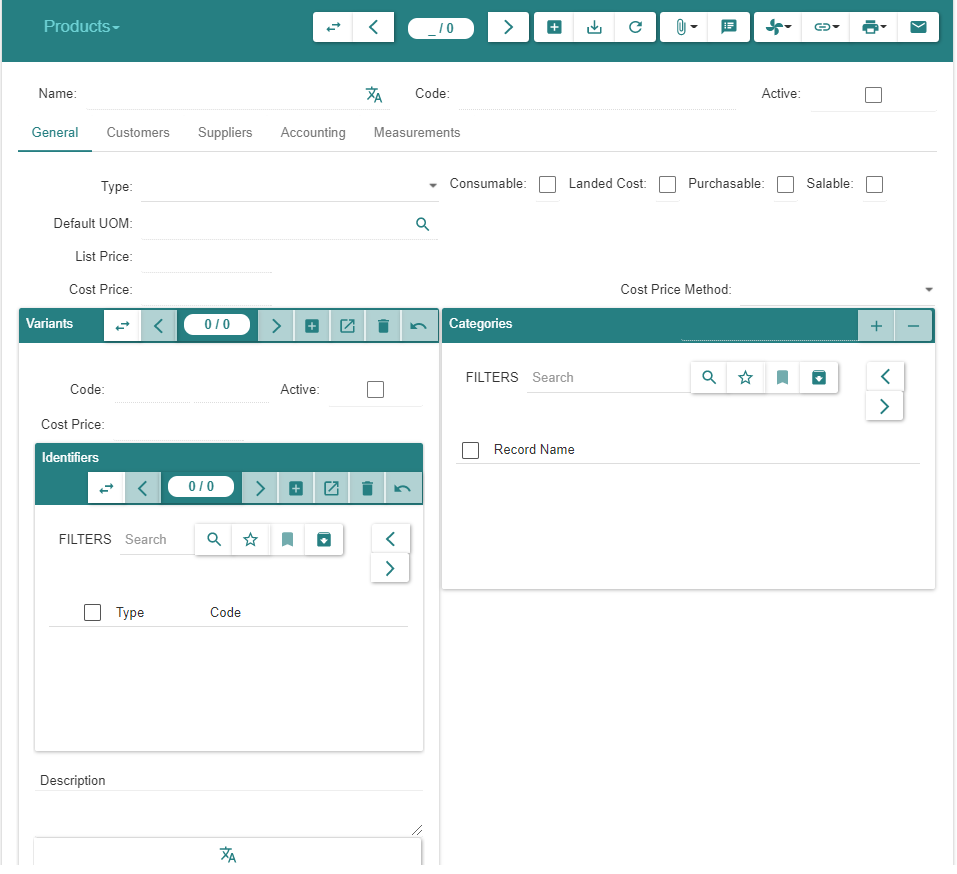 Products
_ / 0
Name:
Code:
Active:
General
Customers
Suppliers
Accounting
Measurements
Type:
Consumable:
Landed Cost:
Purchasable:
Salable:
Default UOM:
List Price:
Cost Price:
Cost Price Method:
Variants
0 / 0
Categories
Code:
Active:
FILTERS
Search
Cost Price:
Record Name
Identifiers
0 / 0
FILTERS
Search
Type
Code
Description